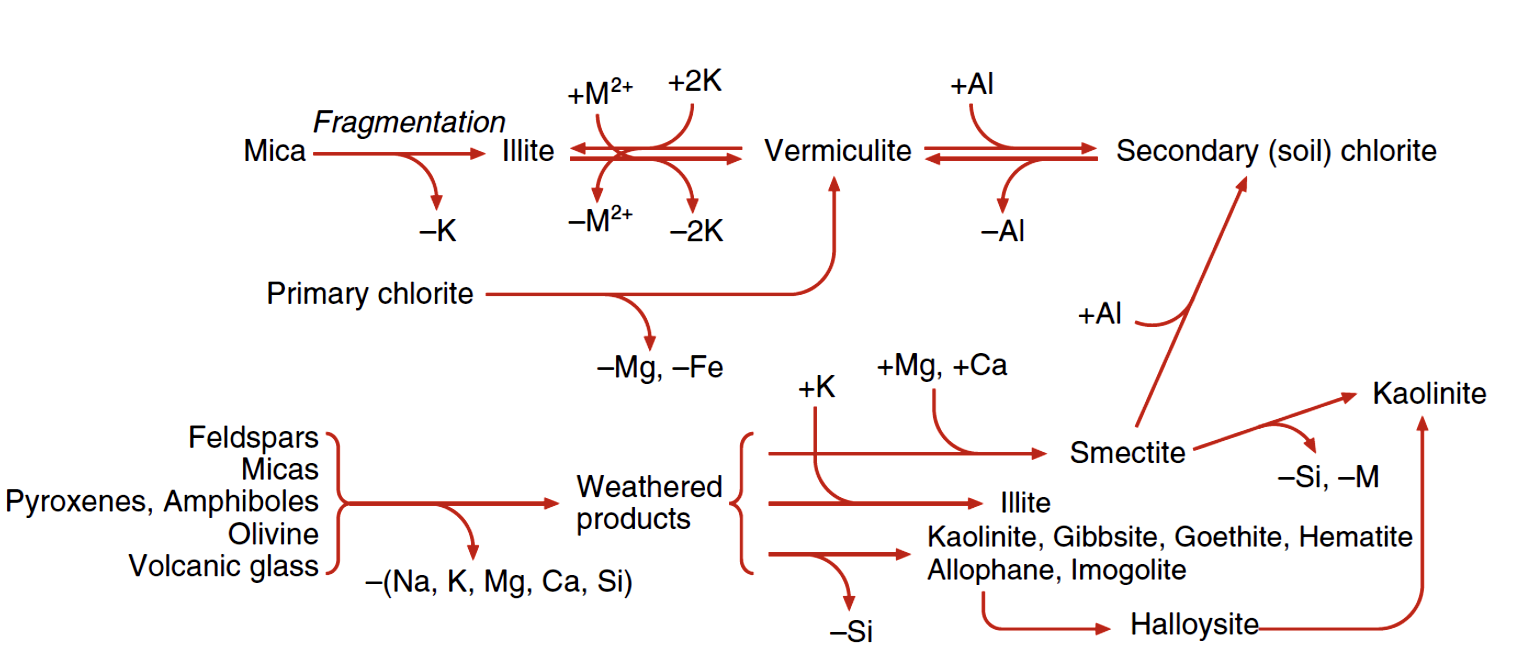 +M²⁺
+2K
+Al
Fragmentation
Mica
Illite
Vermiculite
Secondary (soil) chlorite
–K
–M²⁺
–2K
–Al
Primary chlorite
+Al
–Mg, –Fe
+K
+Mg, +Ca
Kaolinite
Feldspars
Micas
Pyroxenes, Amphiboles
Olivine
Volcanic glass
–(Na, K, Mg, Ca, Si)
Weathered
products
Smectite
–Si, –M
Illite
Kaolinite, Gibbsite, Goethite, Hematite
Allophane, Imogolite
–Si
Halloysite